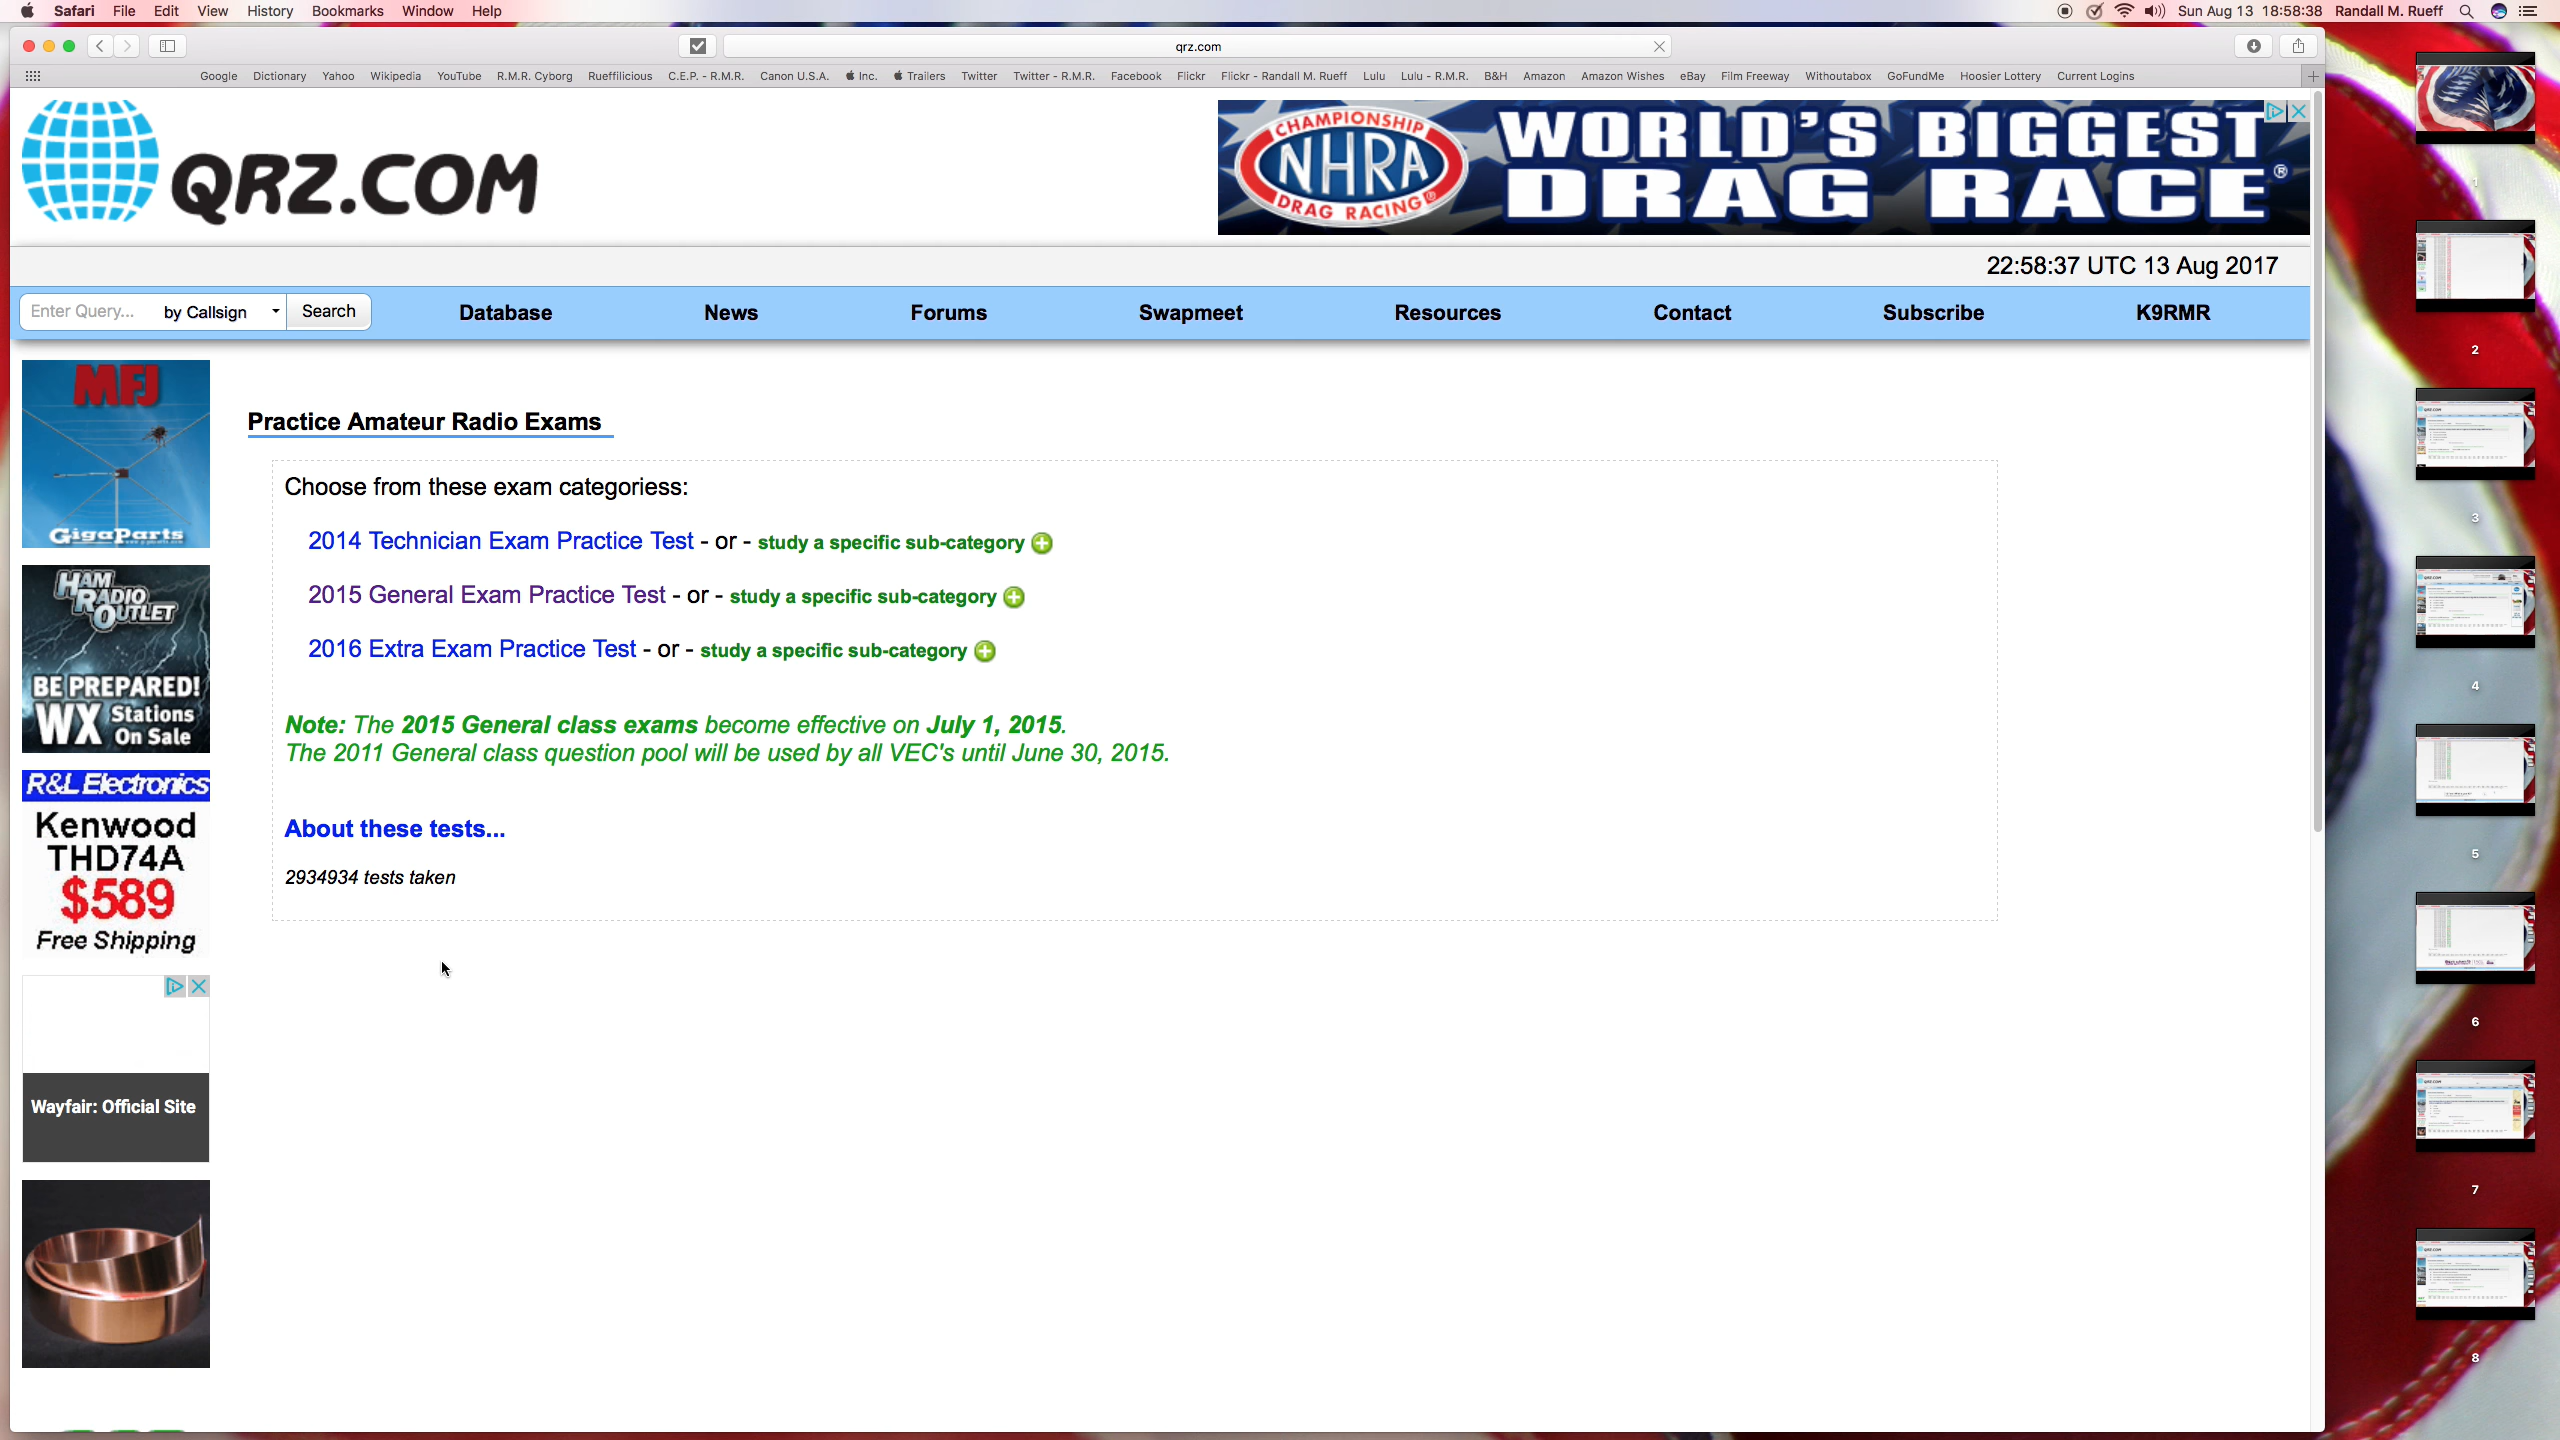 Safari File Edit View History Bookmarks Window Help Sun Aug 13 18:58:38 Randall M. Rueff
qrz.com
Google Dictionary Yahoo Wikipedia YouTube R.M.R. Cyborg Rueffilicious C.E.P. - R.M.R. Canon U.S.A. Inc. Trailers Twitter Twitter - R.M.R. Facebook Flickr Flickr - Randall M. Rueff Lulu Lulu - R.M.R. B&H Amazon Amazon Wishes eBay Film Freeway Withoutabox GoFundMe Hoosier Lottery Current Logins
QRZ.COM
CHAMPIONSHIP
NHRA
DRAG RACING
WORLD'S BIGGEST
DRAG RACE®
22:58:37 UTC 13 Aug 2017
Enter Query... by Callsign Search Database News Forums Swapmeet Resources Contact Subscribe K9RMR
MFJ
GigaParts
HAM
RADIO
OUTLET
BE PREPARED!
WX Stations
On Sale
R&L Electronics
Kenwood
THD74A
$589
Free Shipping
Wayfair: Official Site
Practice Amateur Radio Exams
Choose from these exam categoriess:
2014 Technician Exam Practice Test - or - study a specific sub-category
2015 General Exam Practice Test - or - study a specific sub-category
2016 Extra Exam Practice Test - or - study a specific sub-category
Note: The 2015 General class exams become effective on July 1, 2015.
The 2011 General class question pool will be used by all VEC's until June 30, 2015.
About these tests...
2934934 tests taken
1
2
3
4
5
6
7
8